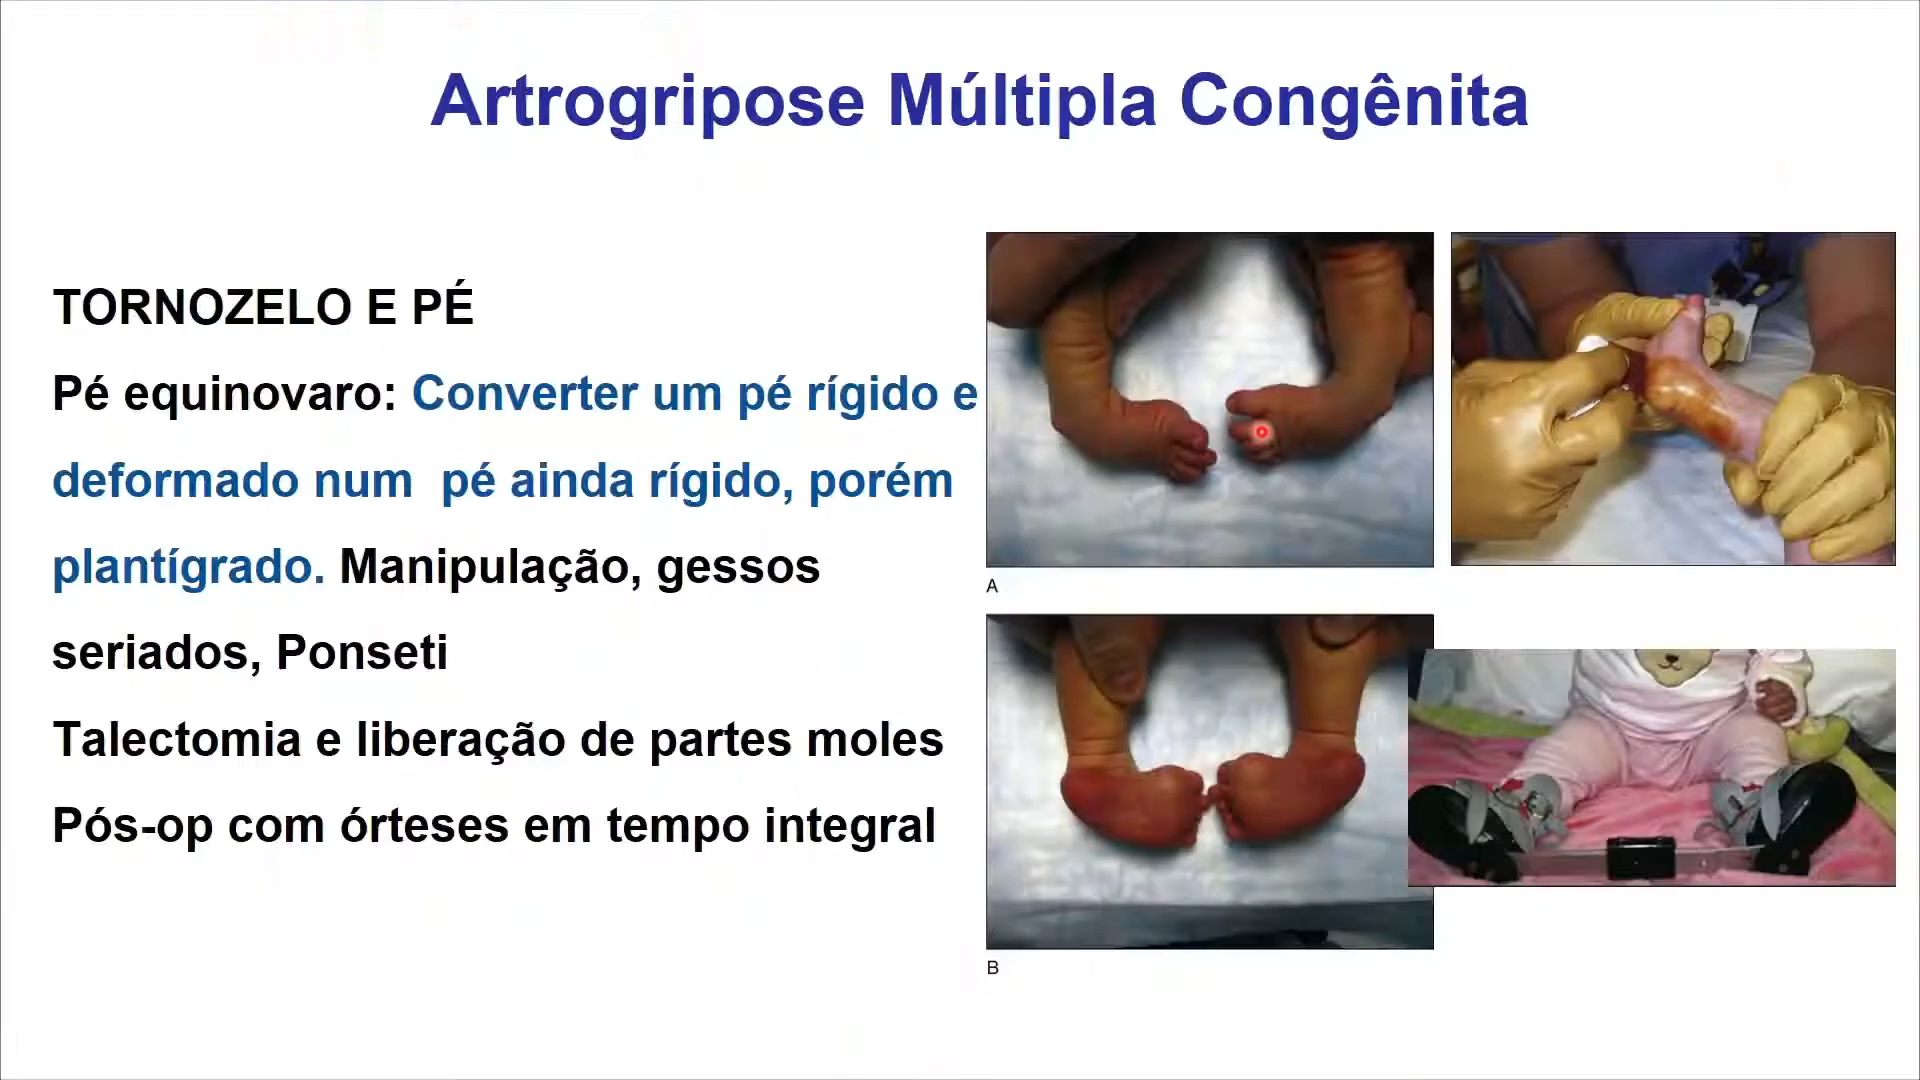 Artrogripose Múltipla Congênita
TORNOZELO E PÉ
Pé equinovaro: Converter um pé rígido e
deformado num  pé ainda rígido, porém
plantígrado. Manipulação, gessos
seriados, Ponseti
Talectomia e liberação de partes moles
Pós-op com órteses em tempo integral
A
B